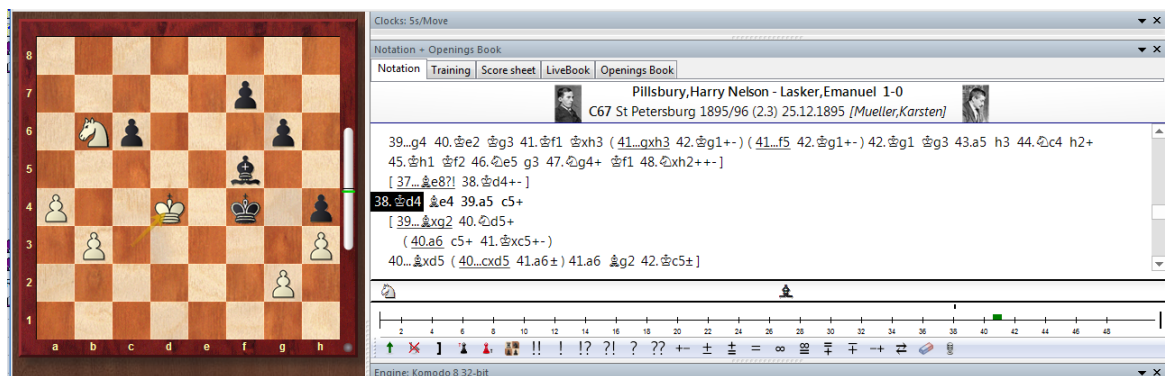 Clocks: 5s/Move
Notation + Openings Book
Notation Training Score sheet LiveBook Openings Book
Pillsbury,Harry Nelson - Lasker,Emanuel 1-0
C67 St Petersburg 1895/96 (2.3) 25.12.1895 [Mueller,Karsten]
39...g4 40.♔e2 ♔g3 41.♔f1 ♔xh3 ( 41...gxh3 42.♔g1+- ) ( 41...f5 42.♔g1+- ) 42.♔g1 ♔g3 43.a5 h3 44.♘c4 h2+
45.♔h1 ♔f2 46.♘e5 g3 47.♘g4+ ♔f1 48.♘xh2++- ]
[ 37...♗e8?! 38.♔d4+- ]
38.♔d4 ♗e4 39.a5 c5+
[ 39...♗xg2 40.♘d5+
( 40.a6 c5+ 41.♔xc5+- )
40...♗xd5 ( 40...cxd5 41.a6± ) 41.a6 ♗g2 42.♔c5± ]
8
7
6
5
4
3
2
1
a b c d e f g h
2 4 6 8 10 12 14 16 18 20 22 24 26 28 30 32 34 36 38 40 42 44 46 48
!! ! !? ?! ? ?? +- ± ⩲ = ∞ ⩱ ∓ -+
Engine: Komodo 8 32-bit